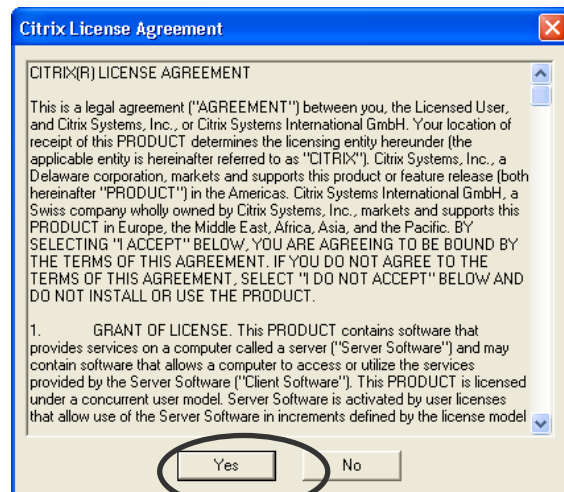 Citrix License Agreement
CITRIX(R) LICENSE AGREEMENT
This is a legal agreement ("AGREEMENT") between you, the Licensed User,
and Citrix Systems, Inc., or Citrix Systems International GmbH. Your location of
receipt of this PRODUCT determines the licensing entity hereunder (the
applicable entity is hereinafter referred to as "CITRIX"). Citrix Systems, Inc., a
Delaware corporation, markets and supports this product or feature release (both
hereinafter "PRODUCT") in the Americas. Citrix Systems International GmbH, a
Swiss company wholly owned by Citrix Systems, Inc., markets and supports this
PRODUCT in Europe, the Middle East, Africa, Asia, and the Pacific. BY
SELECTING "I ACCEPT" BELOW, YOU ARE AGREEING TO BE BOUND BY
THE TERMS OF THIS AGREEMENT. IF YOU DO NOT AGREE TO THE
TERMS OF THIS AGREEMENT, SELECT "I DO NOT ACCEPT" BELOW AND
DO NOT INSTALL OR USE THE PRODUCT.
1. GRANT OF LICENSE. This PRODUCT contains software that
provides services on a computer called a server ("Server Software") and may
contain software that allows a computer to access or utilize the services
provided by the Server Software ("Client Software"). This PRODUCT is licensed
under a concurrent user model. Server Software is activated by user licenses
that allow use of the Server Software in increments defined by the license model
Yes No